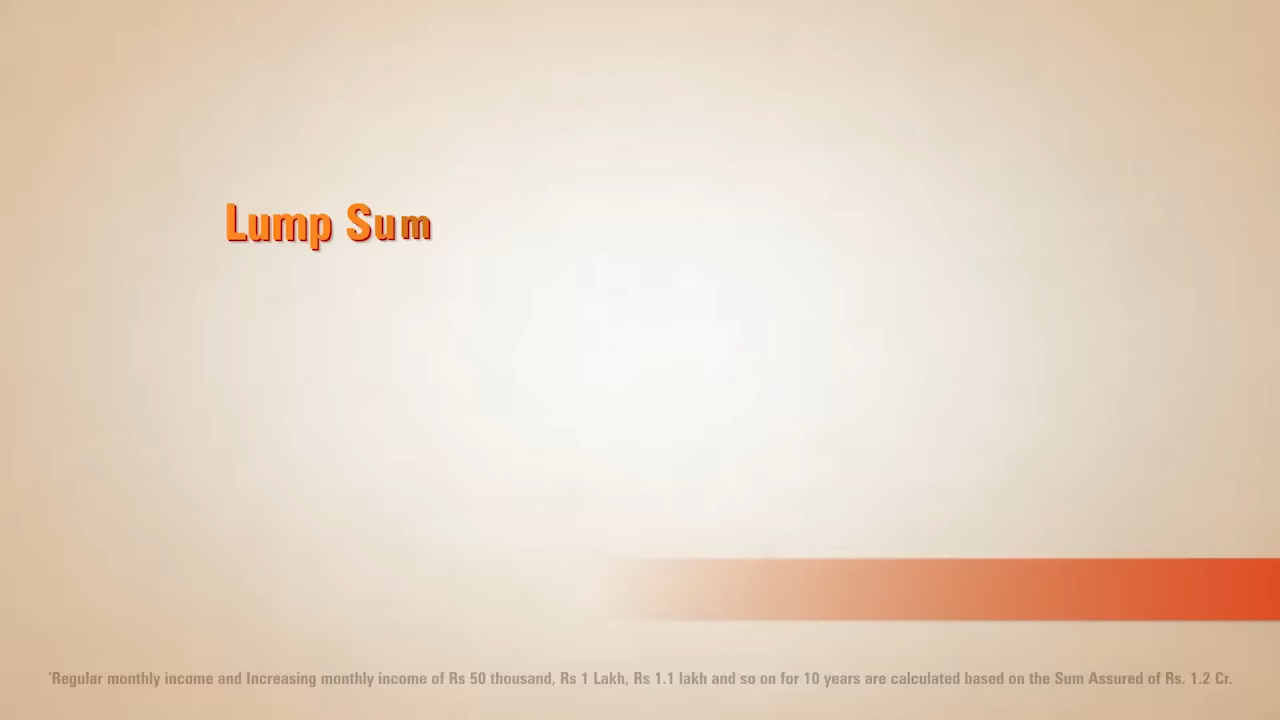 Lump Sum
*Regular monthly income and Increasing monthly income of Rs 50 thousand, Rs 1 Lakh, Rs 1.1 lakh and so on for 10 years are calculated based on the Sum Assured of Rs. 1.2 Cr.